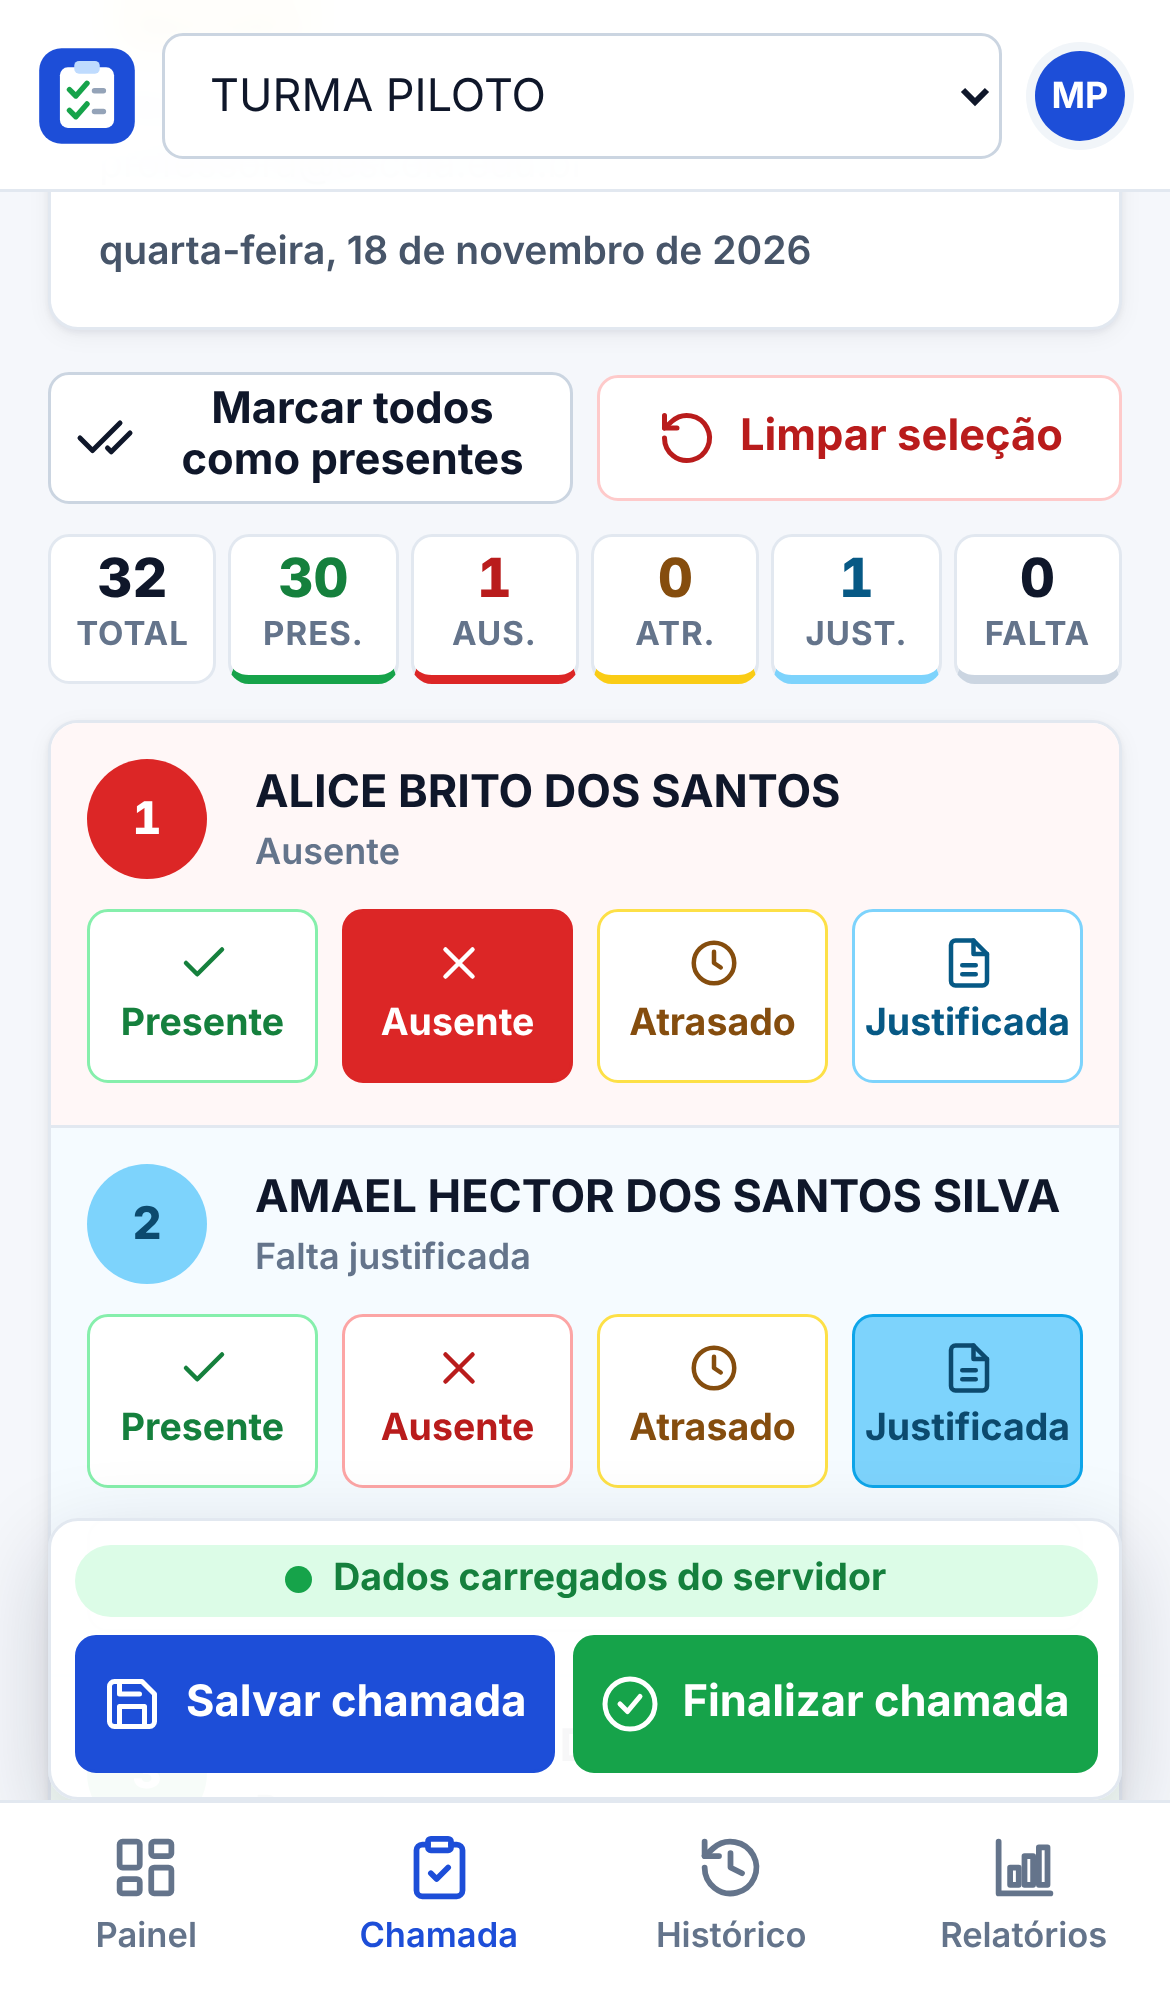 TURMA PILOTO
MP
quarta-feira, 18 de novembro de 2026
Marcar todos
como presentes
Limpar seleção
32
TOTAL
30
PRES.
1
AUS.
0
ATR.
1
JUST.
0
FALTA
1
ALICE BRITO DOS SANTOS
Ausente
Presente
Ausente
Atrasado
Justificada
2
AMAEL HECTOR DOS SANTOS SILVA
Falta justificada
Presente
Ausente
Atrasado
Justificada
Dados carregados do servidor
Salvar chamada
Finalizar chamada
Painel
Chamada
Histórico
Relatórios